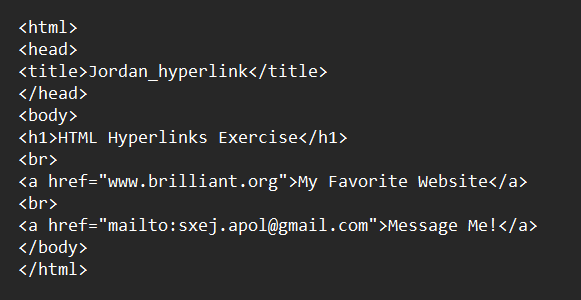 <html>
<head>
<title>Jordan_hyperlink</title>
</head>
<body>
<h1>HTML Hyperlinks Exercise</h1>
<br>
<a href="www.brilliant.org">My Favorite Website</a>
<br>
<a href="mailto:sxej.apol@gmail.com">Message Me!</a>
</body>
</html>